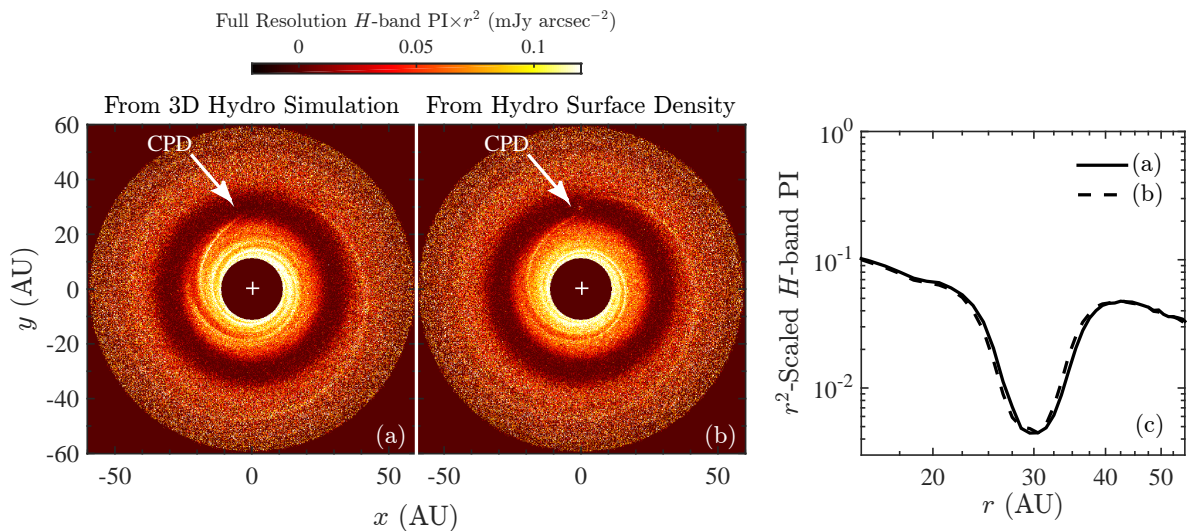 Full Resolution H-band PI×r² (mJy arcsec⁻²)
0 0.05 0.1
From 3D Hydro Simulation From Hydro Surface Density
60
40
20
0
-20
-40
-60
y (AU)
CPD
(a)
CPD
(b)
-50 0 50
-50 0 50
x (AU)
r²-Scaled H-band PI
10⁰
10⁻¹
10⁻²
(a)
(b)
(c)
20 30 40 50
r (AU)